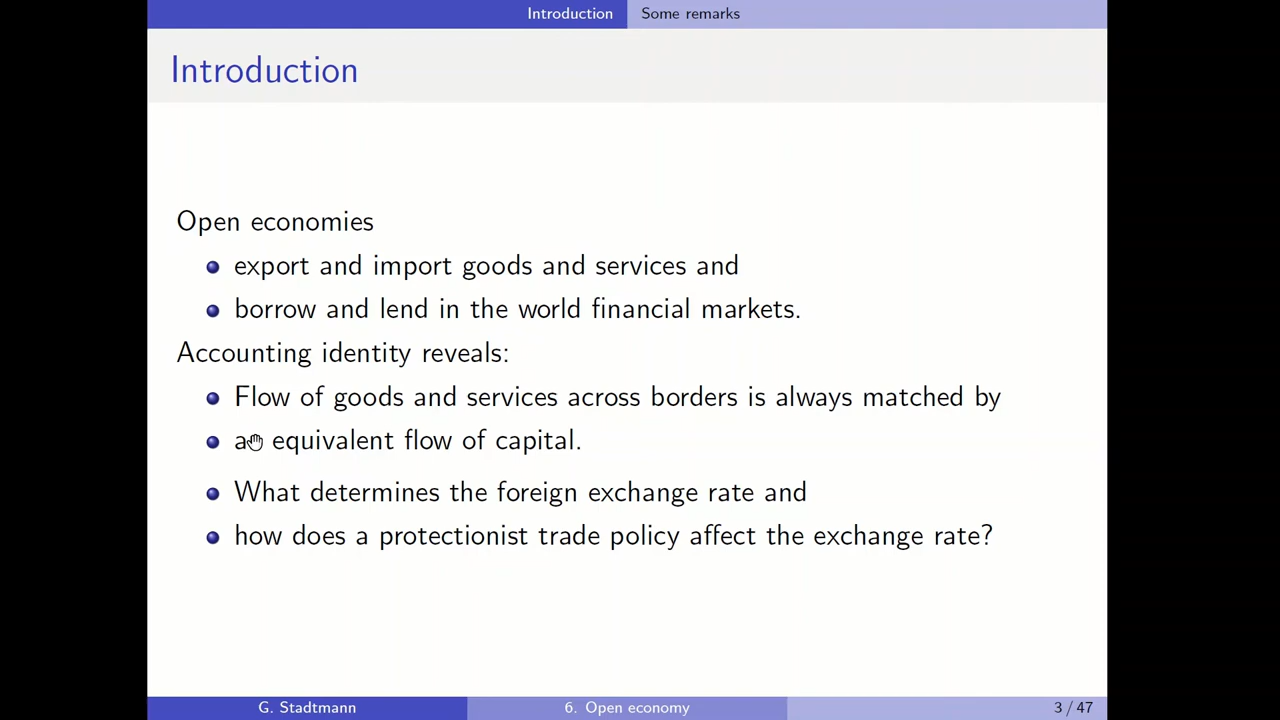 Introduction Some remarks
Introduction
Open economies
export and import goods and services and
borrow and lend in the world financial markets.
Accounting identity reveals:
Flow of goods and services across borders is always matched by
a equivalent flow of capital.
What determines the foreign exchange rate and
how does a protectionist trade policy affect the exchange rate?
G. Stadtmann 6. Open economy 3 / 47